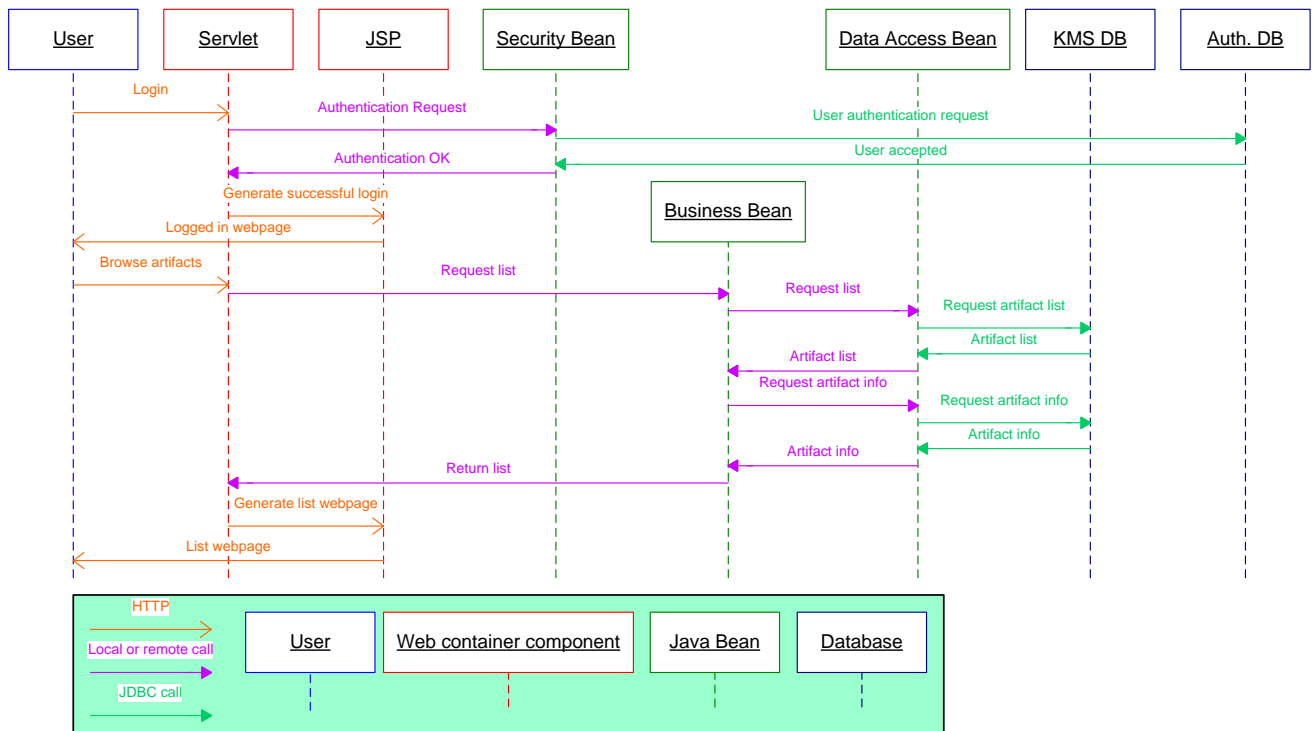 User
Servlet
JSP
Security Bean
Data Access Bean
KMS DB
Auth. DB
Login
Authentication Request
User authentication request
User accepted
Authentication OK
Generate successful login
Business Bean
Logged in webpage
Browse artifacts
Request list
Request list
Request artifact list
Artifact list
Artifact list
Request artifact info
Request artifact info
Artifact info
Artifact info
Return list
Generate list webpage
List webpage
HTTP
Local or remote call
JDBC call
User
Web container component
Java Bean
Database